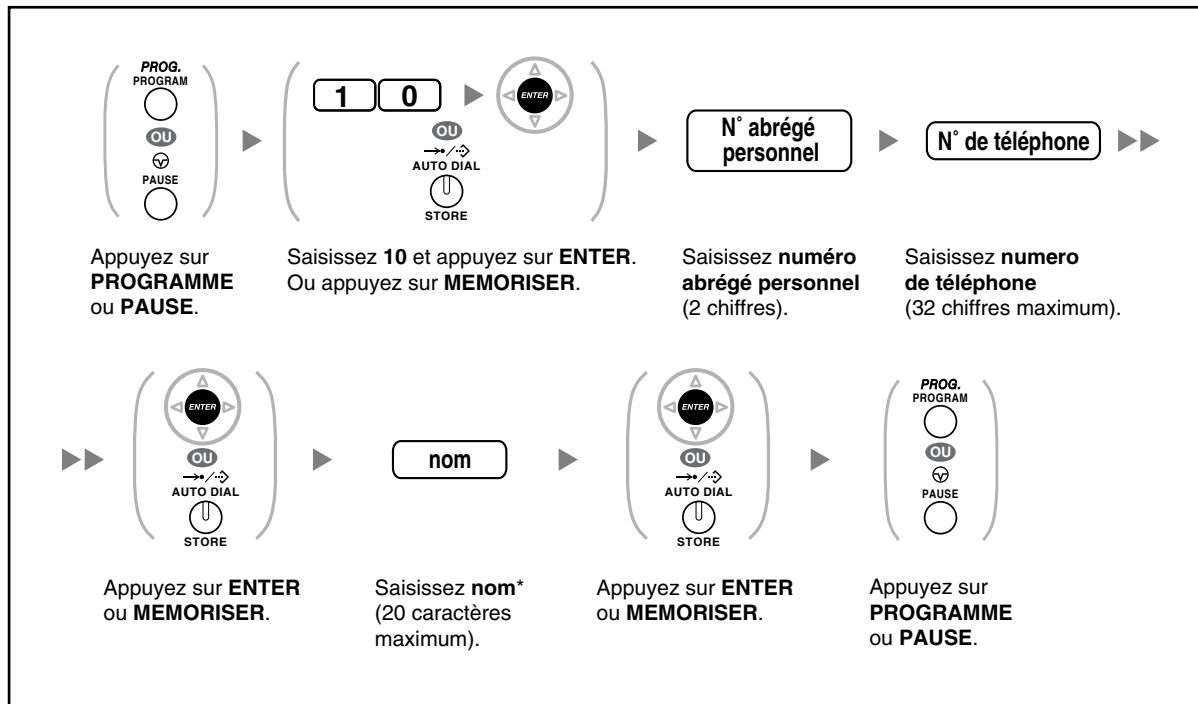 PROG.
PROGRAM
OU
PAUSE
1 0
ENTER
OU
AUTO DIAL
STORE
N° abrégé
personnel
N° de téléphone
Appuyez sur
PROGRAMME
ou PAUSE.
Saisissez 10 et appuyez sur ENTER.
Ou appuyez sur MEMORISER.
Saisissez numéro
abrégé personnel
(2 chiffres).
Saisissez numero
de téléphone
(32 chiffres maximum).
ENTER
OU
AUTO DIAL
STORE
nom
ENTER
OU
AUTO DIAL
STORE
PROG.
PROGRAM
OU
PAUSE
Appuyez sur ENTER
ou MEMORISER.
Saisissez nom*
(20 caractères
maximum).
Appuyez sur ENTER
ou MEMORISER.
Appuyez sur
PROGRAMME
ou PAUSE.